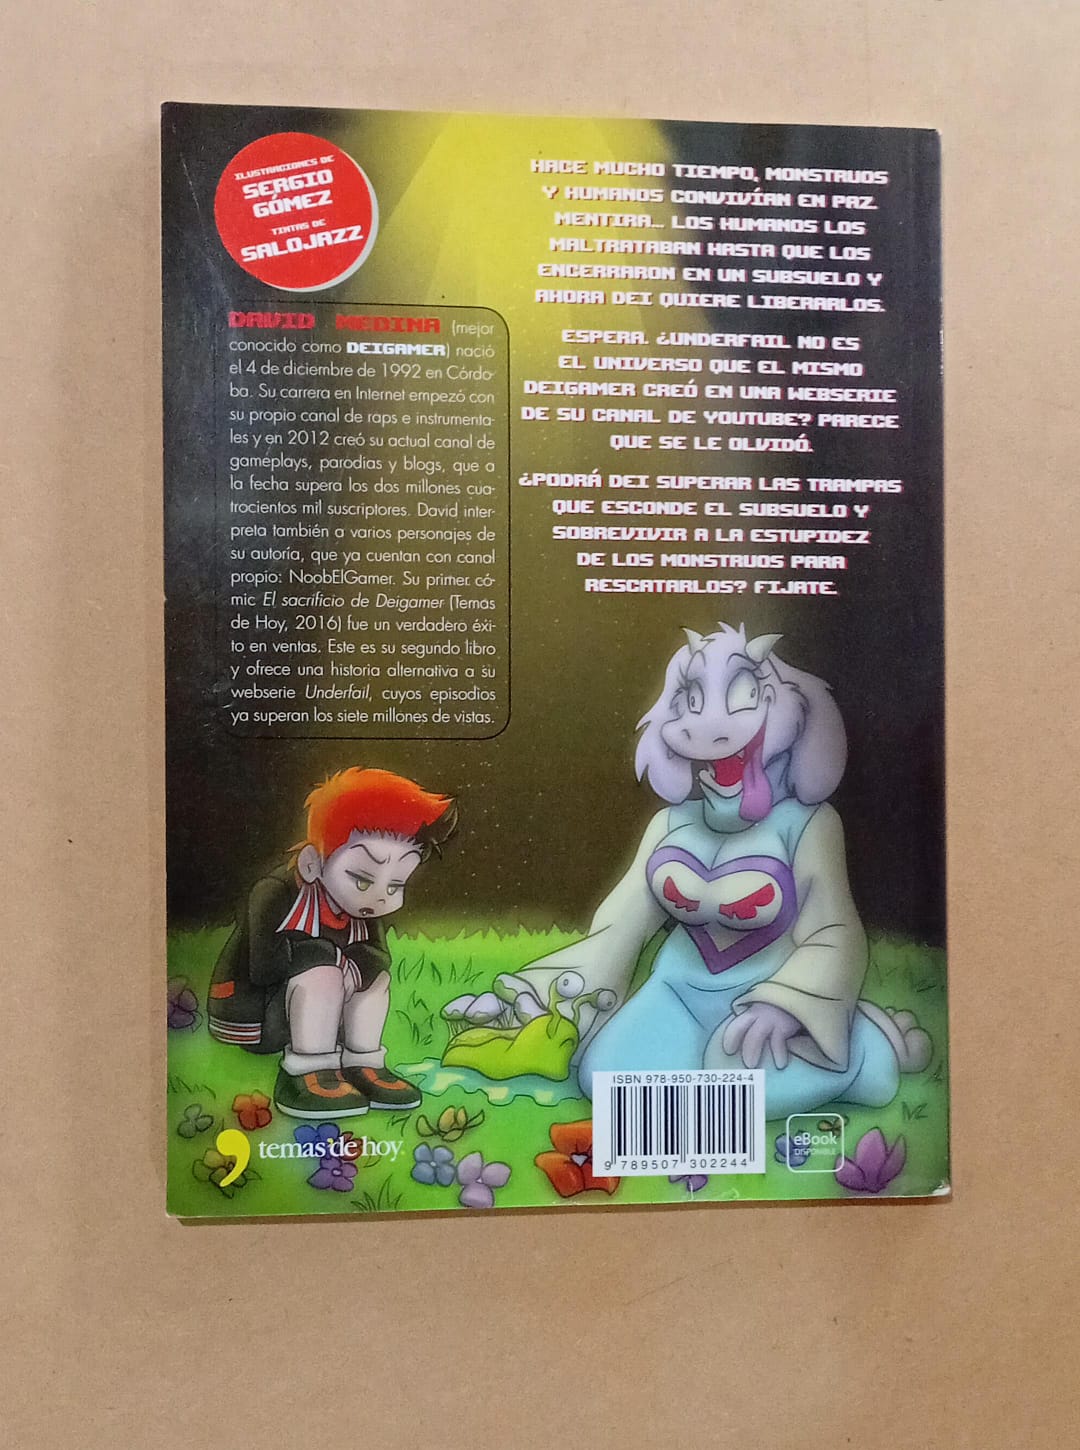 ILUSTRACIONES DE
SERGIO
GÓMEZ
TINTAS DE
SALOJAZZ
DAVID MEDINA (mejor
conocido como DEIGAMER) nació
el 4 de diciembre de 1992 en Córdo-
ba. Su carrera en Internet empezó con
su propio canal de raps e instrumenta-
les y en 2012 creó su actual canal de
gameplays, parodias y blogs, que a
la fecha supera los dos millones cua-
trocientos mil suscriptores. David inter-
preta también a varios personajes de
su autoría, que ya cuentan con canal
propio: NoobElGamer. Su primer có-
mic El sacrificio de Deigamer (Temas
de Hoy, 2016) fue un verdadero éxi-
to en ventas. Este es su segundo libro
y ofrece una historia alternativa a su
webserie Underfail, cuyos episodios
ya superan los siete millones de vistas.
HACE MUCHO TIEMPO, MONSTRUOS
Y HUMANOS CONVIVÍAN EN PAZ.
MENTIRA... LOS HUMANOS LOS
MALTRATABAN HASTA QUE LOS
ENCERRARON EN UN SUBSUELO Y
AHORA DEI QUIERE LIBERARLOS.
ESPERA. ¿UNDERFAIL NO ES
EL UNIVERSO QUE EL MISMO
DEIGAMER CREÓ EN UNA WEBSERIE
DE SU CANAL DE YOUTUBE? PARECE
QUE SE LE OLVIDÓ.
¿PODRÁ DEI SUPERAR LAS TRAMPAS
QUE ESCONDE EL SUBSUELO Y
SOBREVIVIR A LA ESTUPIDEZ
DE LOS MONSTRUOS PARA
RESCATARLOS? FIJATE.
temas de hoy.
ISBN 978-950-730-224-4
9 789507 302244
eBook
DISPONIBLE